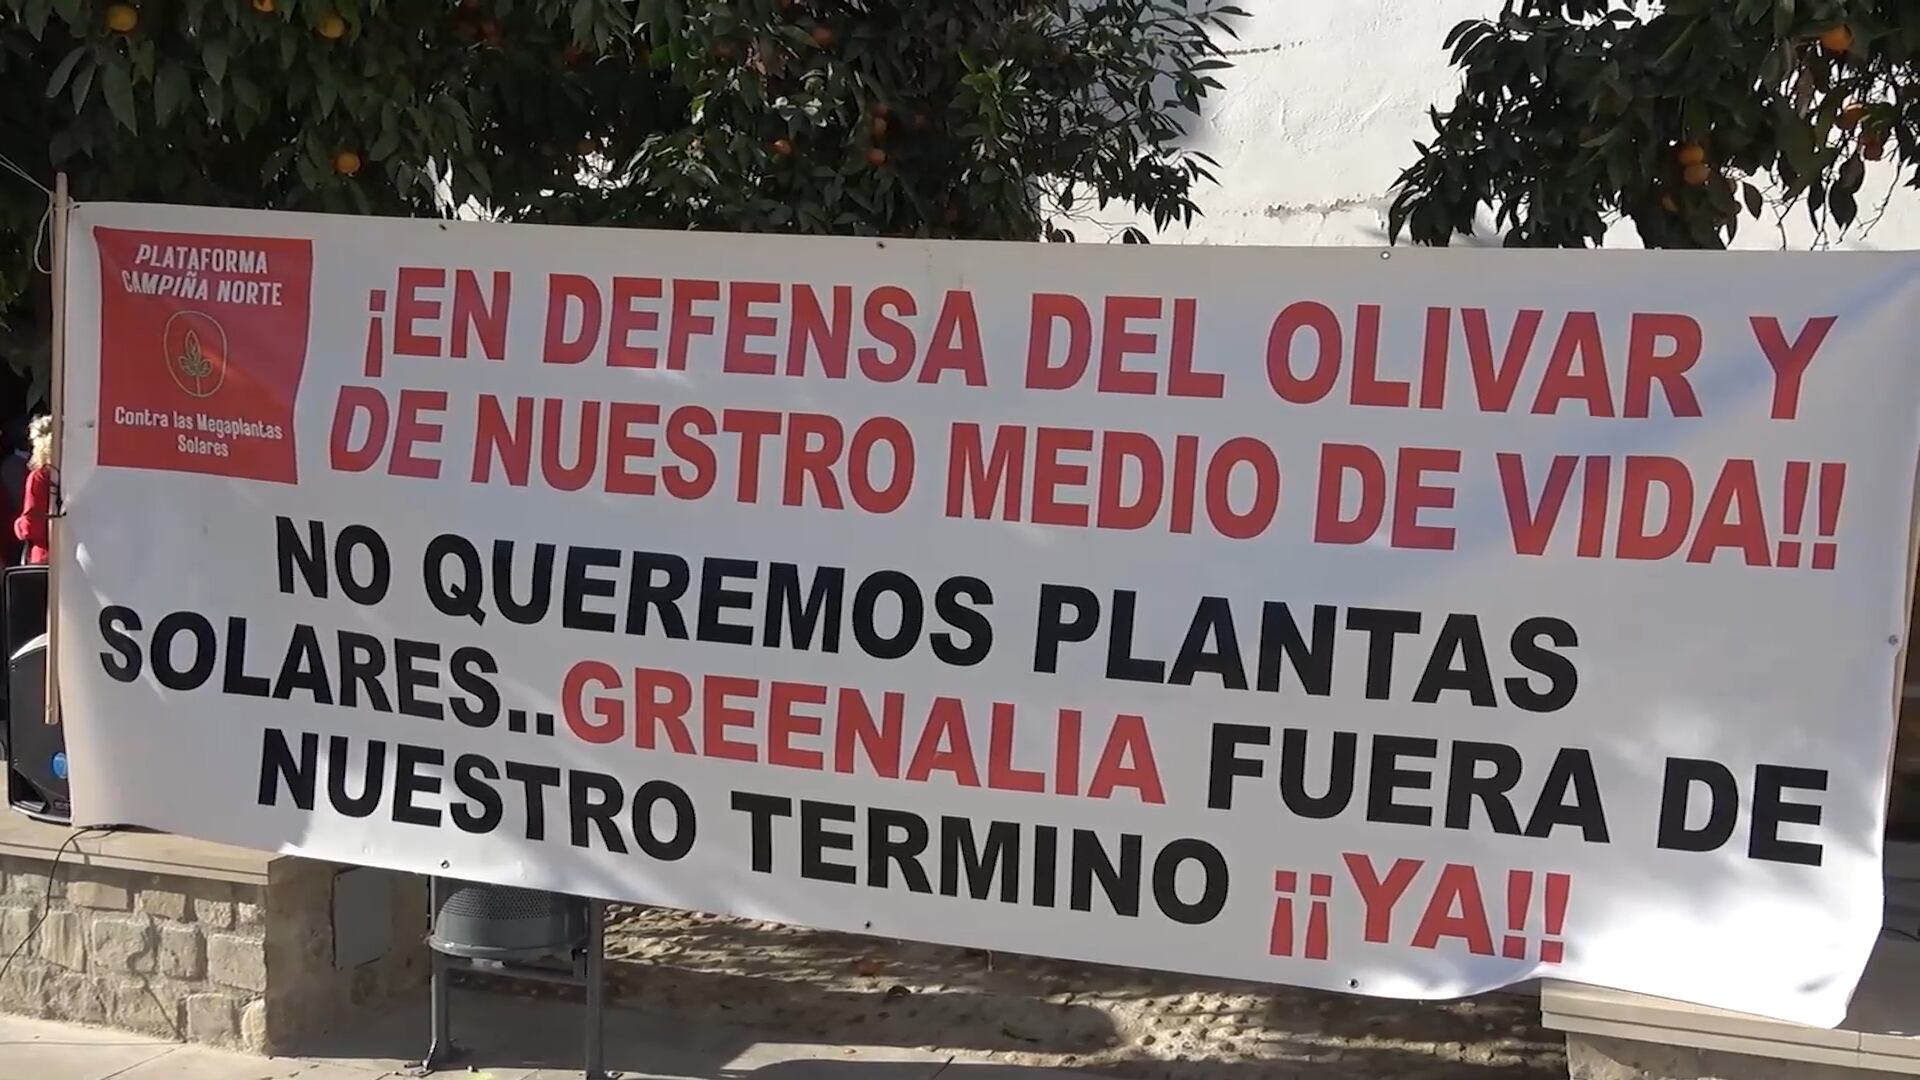 PLATAFORMA
CAMPIÑA NORTE
Contra las Megaplantas
Solares
¡EN DEFENSA DEL OLIVAR Y
DE NUESTRO MEDIO DE VIDA!!
NO QUEREMOS PLANTAS
SOLARES..GREENALIA FUERA DE
NUESTRO TERMINO ¡¡YA!!